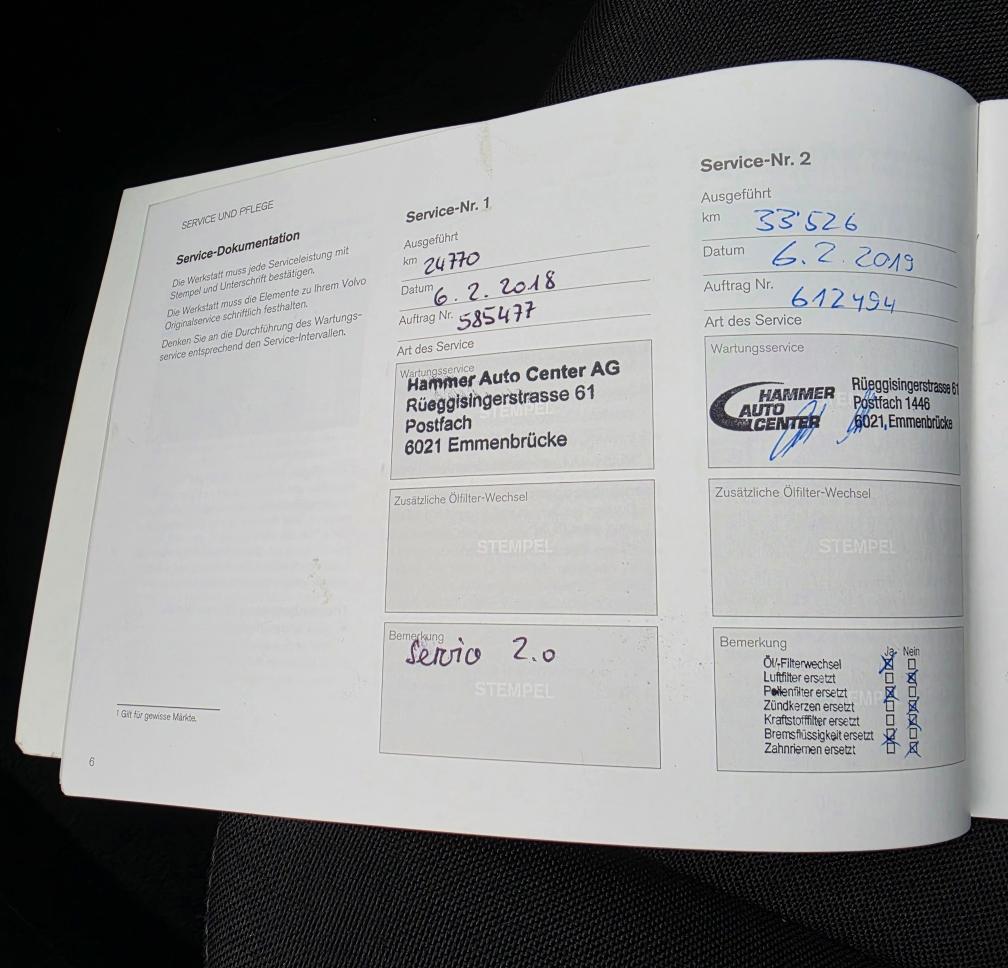 SERVICE UND PFLEGE
Service-Dokumentation
Die Werkstatt muss jede Serviceleistung mit
Stempel und Unterschrift bestätigen.
Die Werkstatt muss die Elemente zu Ihrem Volvo
Originalservice schriftlich festhalten.
Denken Sie an die Durchführung des Wartungs-
service entsprechend den Service-Intervallen.
1 Gilt für gewisse Märkte.
6
Service-Nr. 1
Ausgeführt
km 24770
Datum 6. 2. 2018
Auftrag Nr. 585477
Art des Service
Wartungsservice
Hammer Auto Center AG
Rüeggisingerstrasse 61
STEMPEL
Postfach
6021 Emmenbrücke
Zusätzliche Ölfilter-Wechsel
STEMPEL
Bemerkung
Servio 2.0
STEMPEL
Service-Nr. 2
Ausgeführt
km 33'526
Datum 6. 2. 2019
Auftrag Nr. 612494
Art des Service
Wartungsservice
HAMMER
AUTO
CENTER
Rüeggisingerstrasse 61
Postfach 1446
6021 Emmenbrücke
Zusätzliche Ölfilter-Wechsel
STEMPEL
Bemerkung
Ja Nein
Öl/-Filterwechsel
Luftfilter ersetzt
Pollenfilter ersetzt
Zündkerzen ersetzt
Kraftstofffilter ersetzt
Bremsflüssigkeit ersetzt
Zahnriemen ersetzt